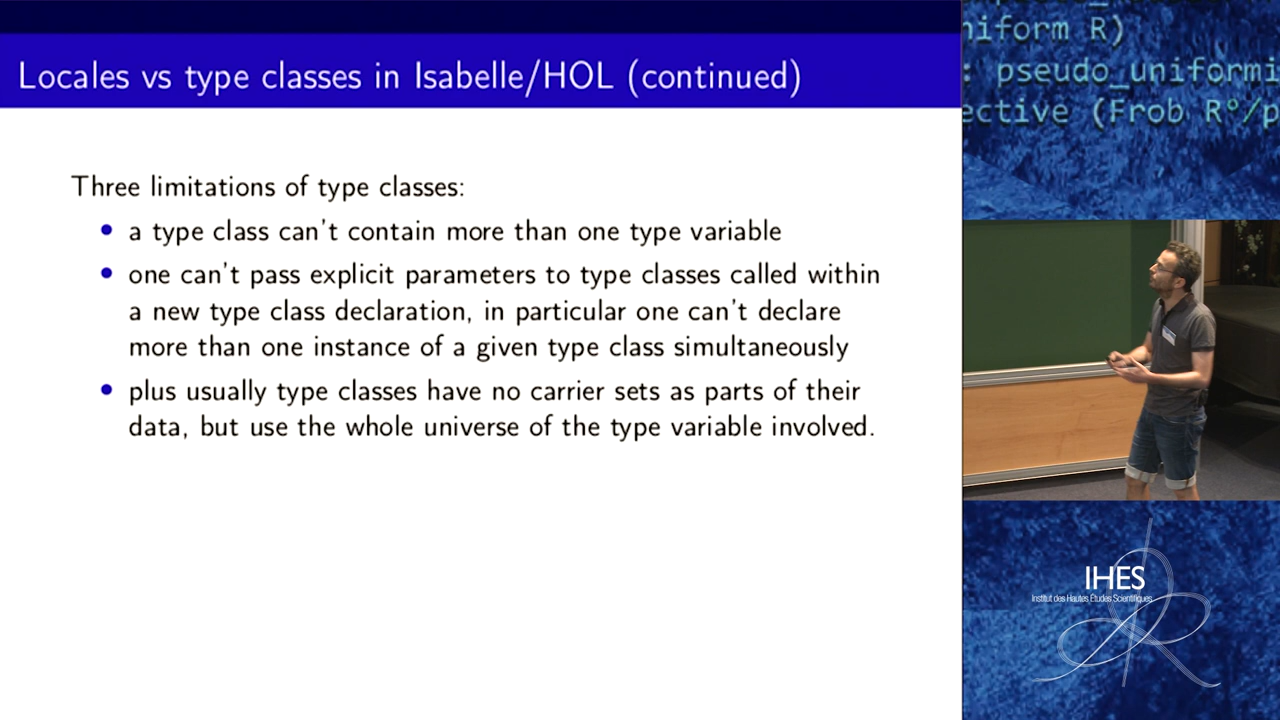 Locales vs type classes in Isabelle/HOL (continued)
Three limitations of type classes:
• a type class can't contain more than one type variable
• one can't pass explicit parameters to type classes called within
a new type class declaration, in particular one can't declare
more than one instance of a given type class simultaneously
• plus usually type classes have no carrier sets as parts of their
data, but use the whole universe of the type variable involved.
niform R)
: pseudo_uniformi
ective (Frob R°/p
IHES
Institut des Hautes Études Scientifiques